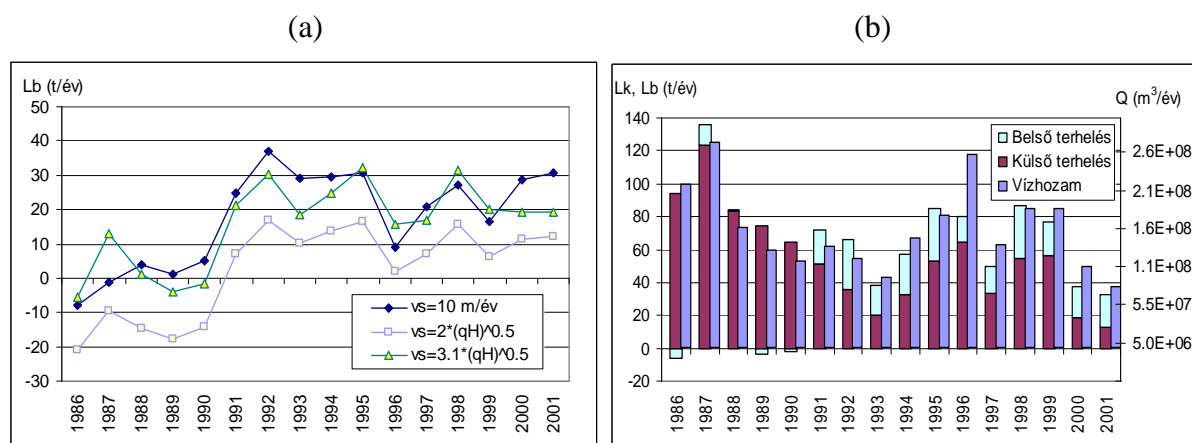 (a)
Lb (t/év)
50
40
30
20
10
0
-10
-20
-30
1986 1987 1988 1989 1990 1991 1992 1993 1994 1995 1996 1997 1998 1999 2000 2001
vs=10 m/év
vs=2*(qH)^0.5
vs=3.1*(qH)^0.5
(b)
Lk, Lb (t/év)
Q (m³/év)
140
120
100
80
60
40
20
0
-20
2.6E+08
2.1E+08
1.6E+08
1.1E+08
5.5E+07
5.0E+06
Belső terhelés
Külső terhelés
Vízhozam
1986 1987 1988 1989 1990 1991 1992 1993 1994 1995 1996 1997 1998 1999 2000 2001